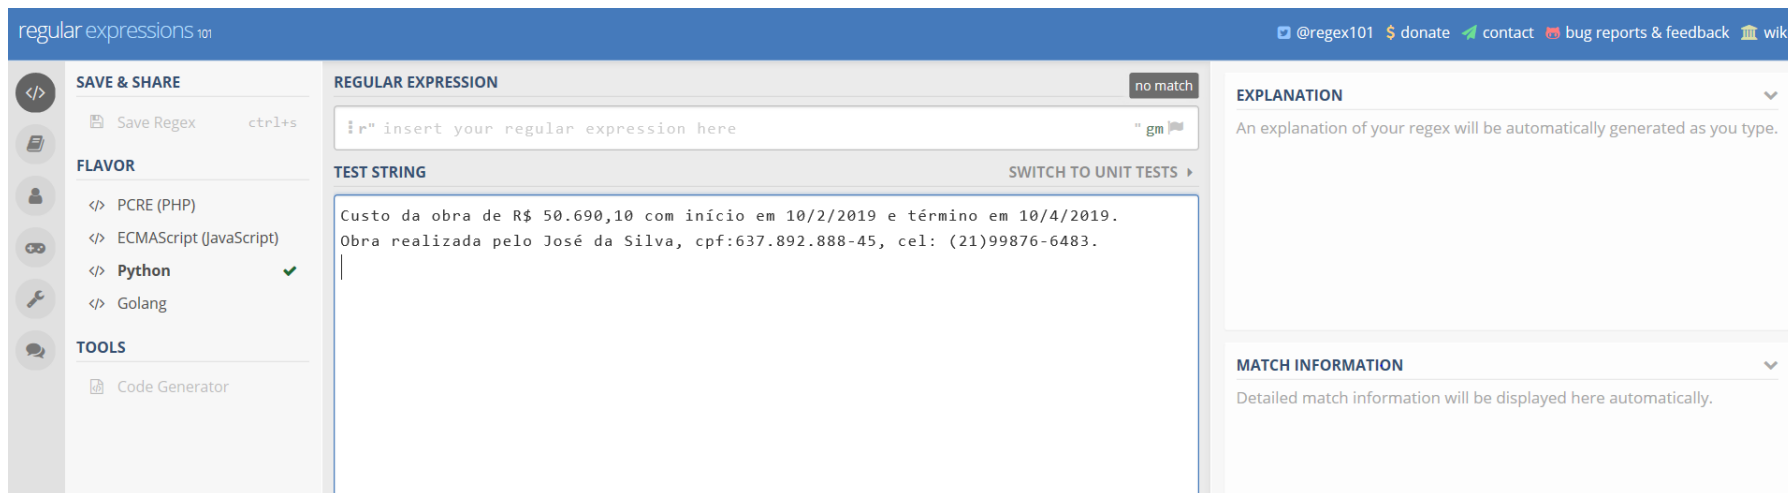 regular expressions 101
@regex101 $ donate contact bug reports & feedback wik
SAVE & SHARE
Save Regex ctrl+s
FLAVOR
</> PCRE (PHP)
</> ECMAScript (JavaScript)
</> Python
</> Golang
TOOLS
Code Generator
REGULAR EXPRESSION
no match
r" insert your regular expression here " gm
TEST STRING
SWITCH TO UNIT TESTS
Custo da obra de R$ 50.690,10 com início em 10/2/2019 e término em 10/4/2019.
Obra realizada pelo José da Silva, cpf:637.892.888-45, cel: (21)99876-6483.
EXPLANATION
An explanation of your regex will be automatically generated as you type.
MATCH INFORMATION
Detailed match information will be displayed here automatically.